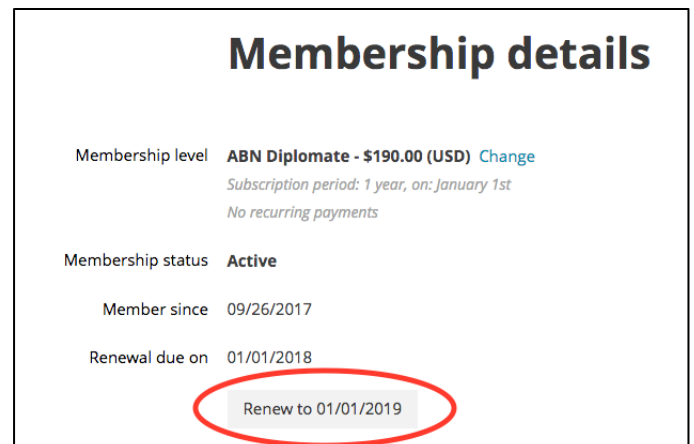 Membership details
Membership level ABN Diplomate - $190.00 (USD) Change
Subscription period: 1 year, on: January 1st
No recurring payments
Membership status Active
Member since 09/26/2017
Renewal due on 01/01/2018
Renew to 01/01/2019